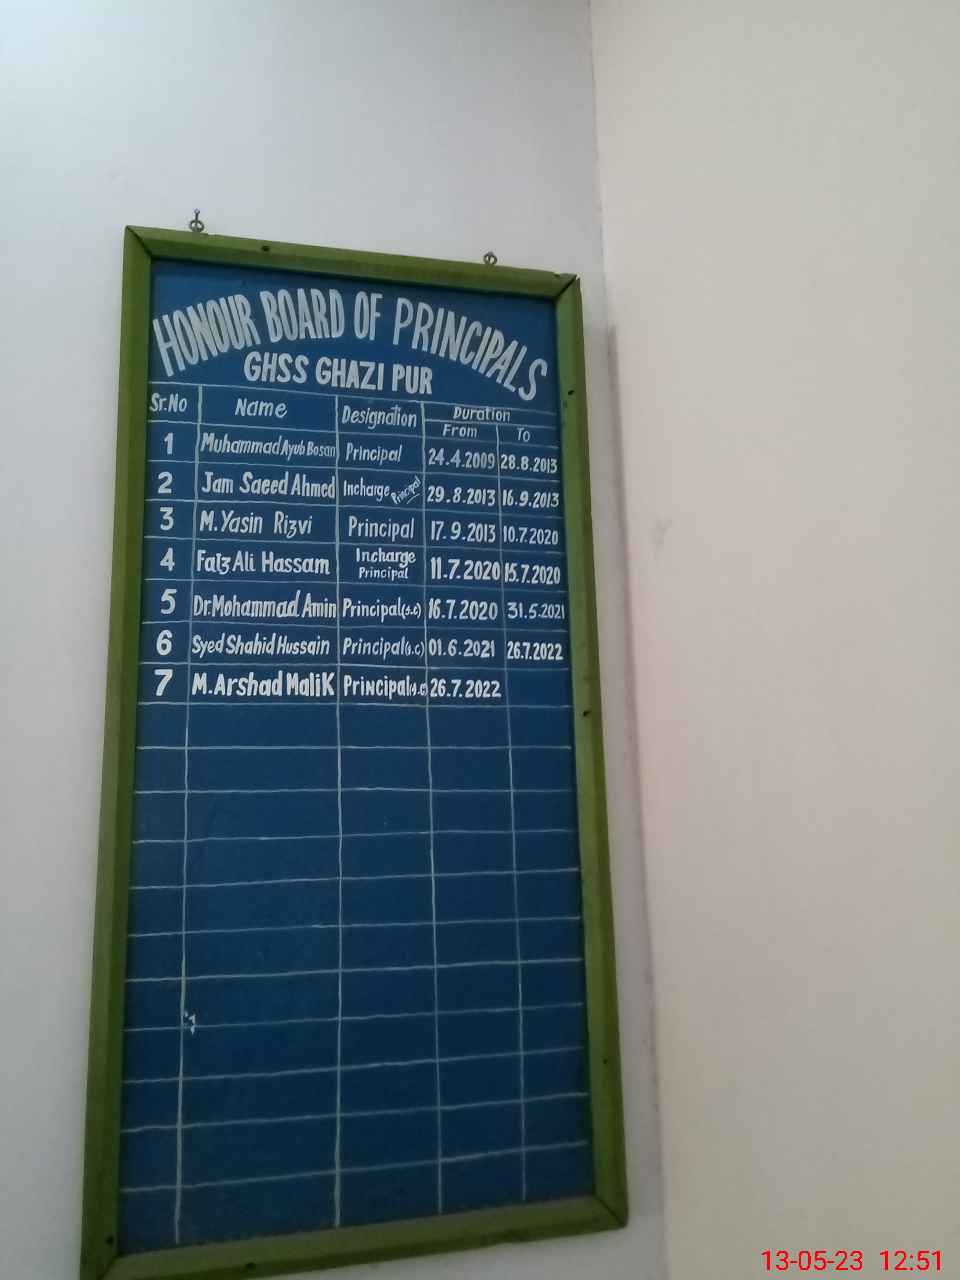 HONOUR BOARD OF PRINCIPALS
GHSS GHAZI PUR
Sr.No Name Designation Duration
From To
1 Muhammad Ayub Bosan Principal 24.4.2009 28.8.2013
2 Jam Saeed Ahmed Incharge Principal 29.8.2013 16.9.2013
3 M.Yasin Rizvi Principal 17.9.2013 10.7.2020
4 Faiz Ali Hassam Incharge Principal 11.7.2020 15.7.2020
5 Dr.Mohammad Amin Principal(s.c) 16.7.2020 31.5.2021
6 Syed Shahid Hussain Principal(s.c) 01.6.2021 26.7.2022
7 M.Arshad Malik Principal(s.c) 26.7.2022
13-05-23 12:51